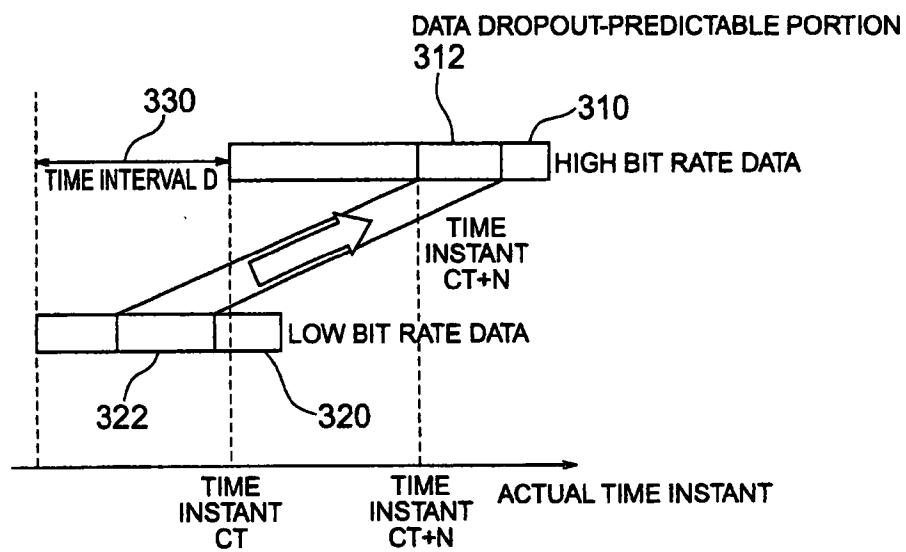 DATA DROPOUT-PREDICTABLE PORTION
312
310
330
HIGH BIT RATE DATA
TIME INTERVAL D
TIME
INSTANT
CT+N
LOW BIT RATE DATA
322
320
TIME
INSTANT
CT
TIME
INSTANT
CT+N
ACTUAL TIME INSTANT